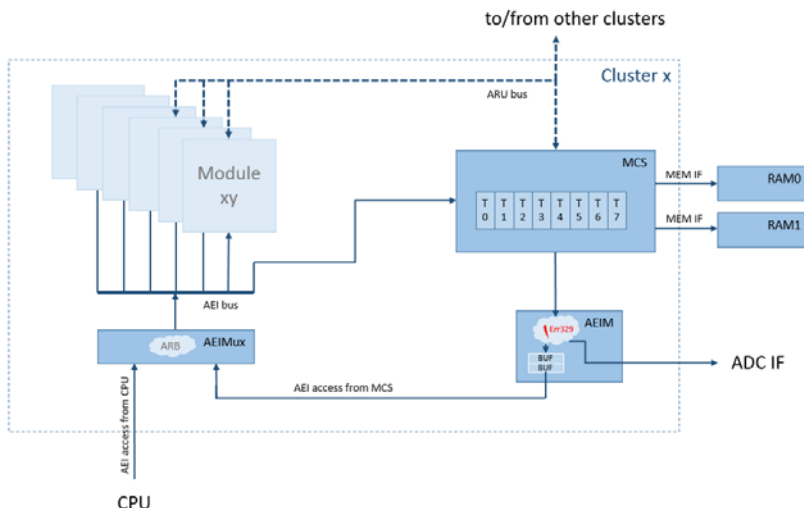 to/from other clusters
Cluster x
ARU bus
Module
xy
MCS
T T T T T T T T
0 1 2 3 4 5 6 7
MEM IF
RAM0
MEM IF
RAM1
AEI bus
ARB
AEIMux
AEIM
Err329
BUF
BUF
ADC IF
AEI access from MCS
AEI access from CPU
CPU